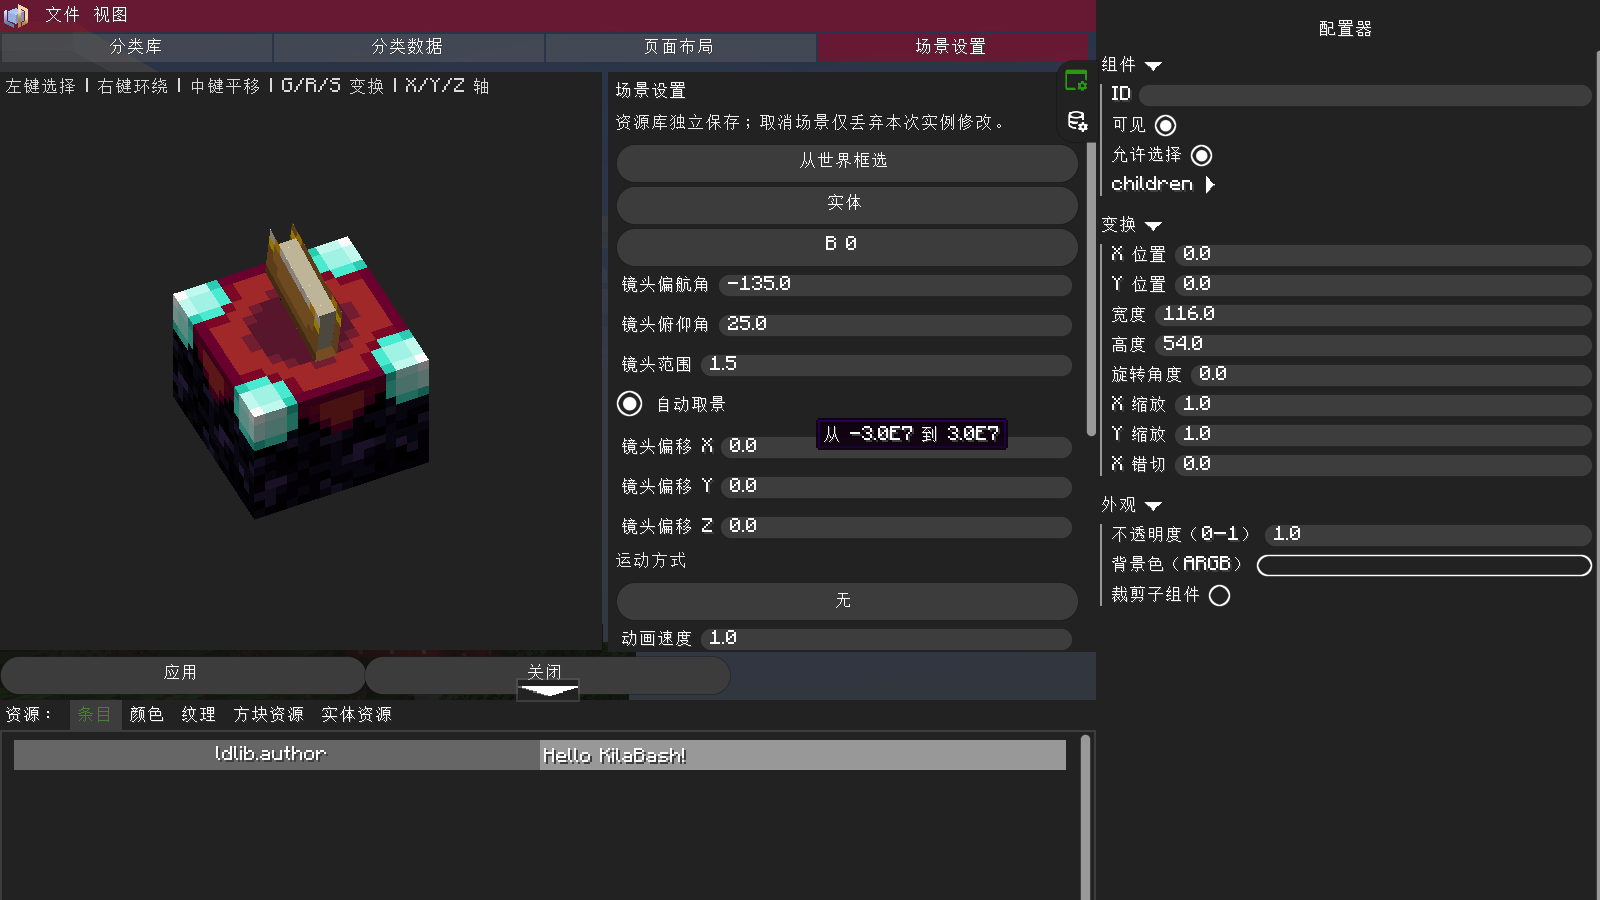 文件 视图
分类库 分类数据 页面布局 场景设置
左键选择 | 右键环绕 | 中键平移 | G/R/S 变换 | X/Y/Z 轴
场景设置
资源库独立保存；取消场景仅丢弃本次实例修改。
从世界框选
实体
B 0
镜头偏航角 -135.0
镜头俯仰角 25.0
镜头范围 1.5
自动取景
从 -3.0E7 到 3.0E7
镜头偏移 X 0.0
镜头偏移 Y 0.0
镜头偏移 Z 0.0
运动方式
无
动画速度 1.0
应用 关闭
资源： 条目 颜色 纹理 方块资源 实体资源
ldlib.author Hello KilaBash!
配置器
组件
ID
可见
允许选择
children
变换
X 位置 0.0
Y 位置 0.0
宽度 116.0
高度 54.0
旋转角度 0.0
X 缩放 1.0
Y 缩放 1.0
X 错切 0.0
外观
不透明度（0-1） 1.0
背景色（ARGB）
裁剪子组件